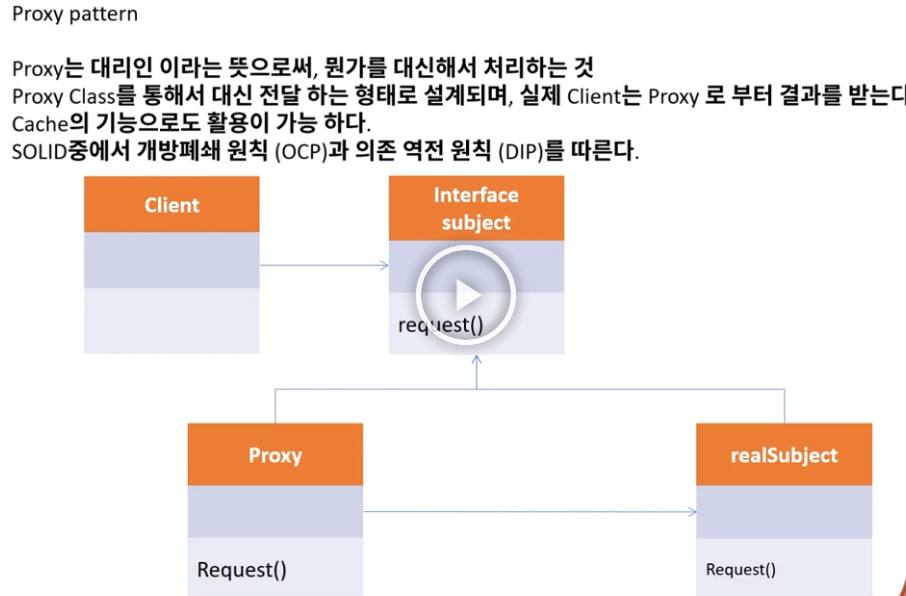 Proxy pattern
Proxy는 대리인 이라는 뜻으로써, 뭔가를 대신해서 처리하는 것
Proxy Class를 통해서 대신 전달 하는 형태로 설계되며, 실제 Client는 Proxy 로 부터 결과를 받는다
Cache의 기능으로도 활용이 가능 하다.
SOLID중에서 개방폐쇄 원칙 (OCP)과 의존 역전 원칙 (DIP)를 따른다.
Client
Interface
subject
request()
Proxy
realSubject
Request()
Request()